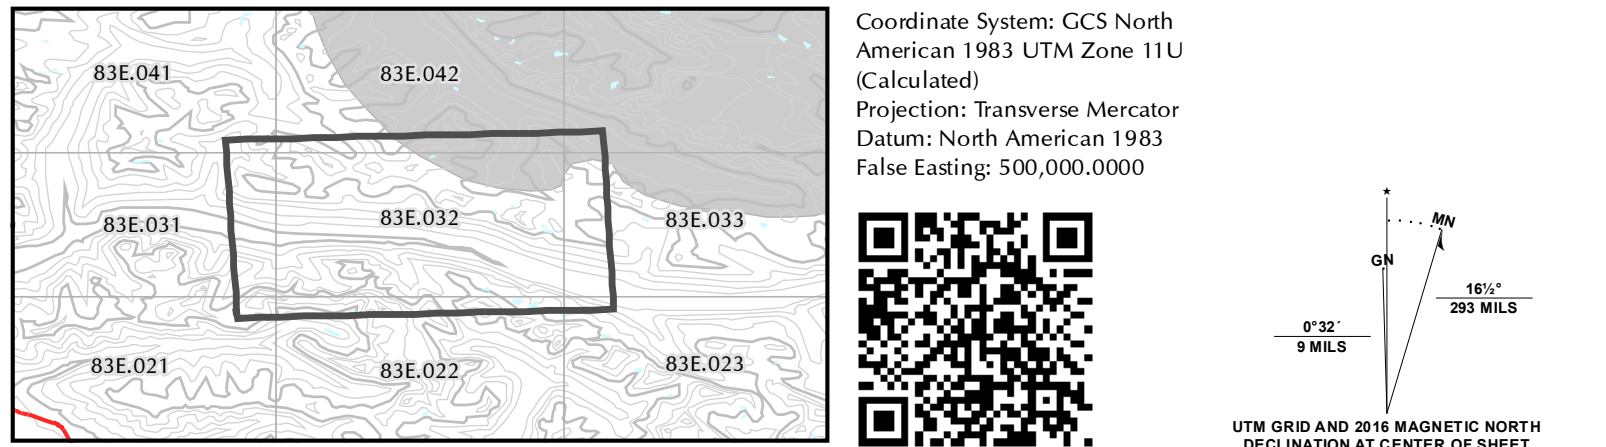 83E.041
83E.042
83E.031
83E.032
83E.033
83E.021
83E.022
83E.023
Coordinate System: GCS North
American 1983 UTM Zone 11U
(Calculated)
Projection: Transverse Mercator
Datum: North American 1983
False Easting: 500,000.0000
MN
GN
16½°
293 MILS
0°32´
9 MILS
UTM GRID AND 2016 MAGNETIC NORTH
DECLINATION AT CENTER OF SHEET